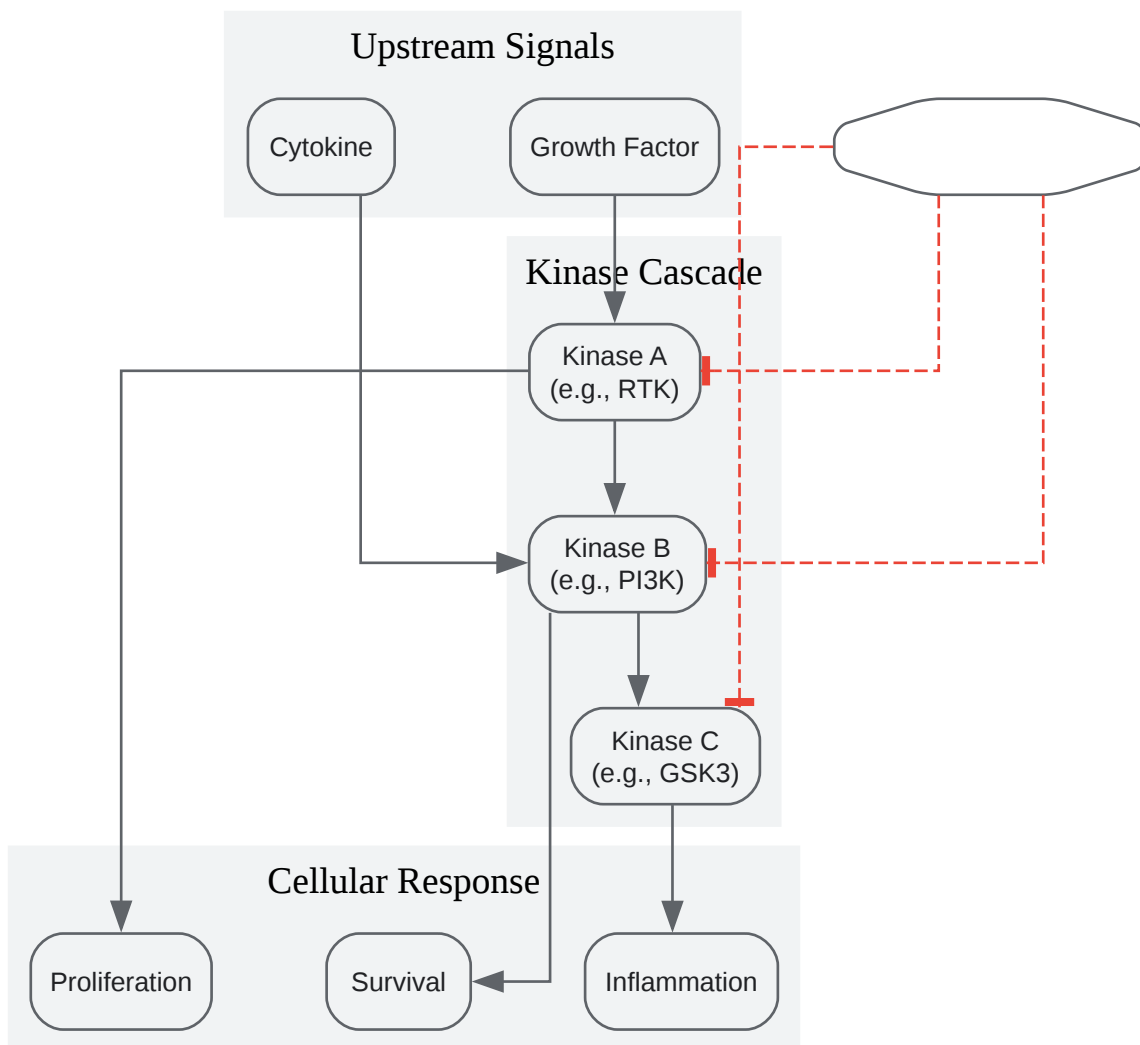 Upstream Signals
Cytokine
Growth Factor
Kinase Cascade
Kinase A
(e.g., RTK)
Kinase B
(e.g., PI3K)
Kinase C
(e.g., GSK3)
Cellular Response
Proliferation
Survival
Inflammation